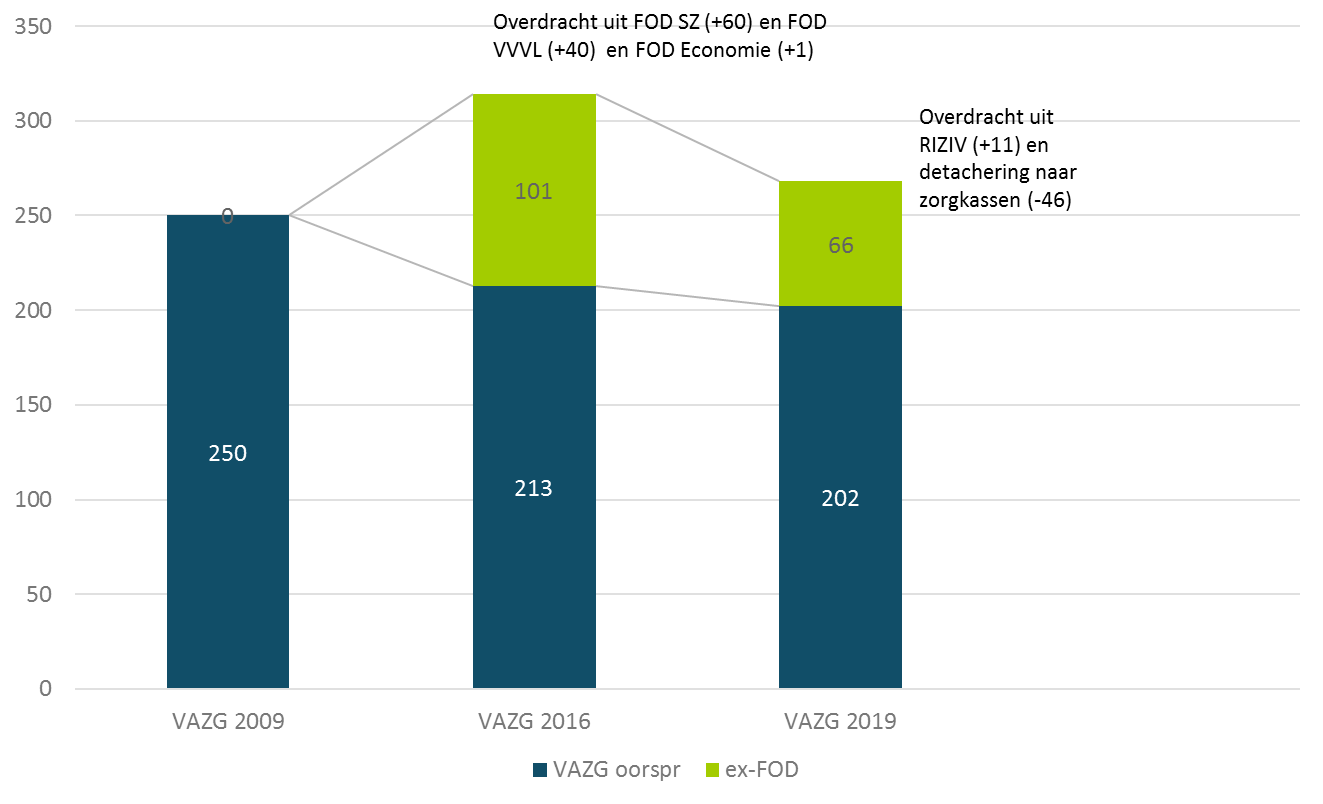 350
300
250
200
150
100
50
0
Overdracht uit FOD SZ (+60) en FOD
VVVL (+40) en FOD Economie (+1)
Overdracht uit
RIZIV (+11) en
detachering naar
zorgkassen (-46)
0
250
101
213
66
202
VAZG 2009
VAZG 2016
VAZG 2019
VAZG oorspr
ex-FOD